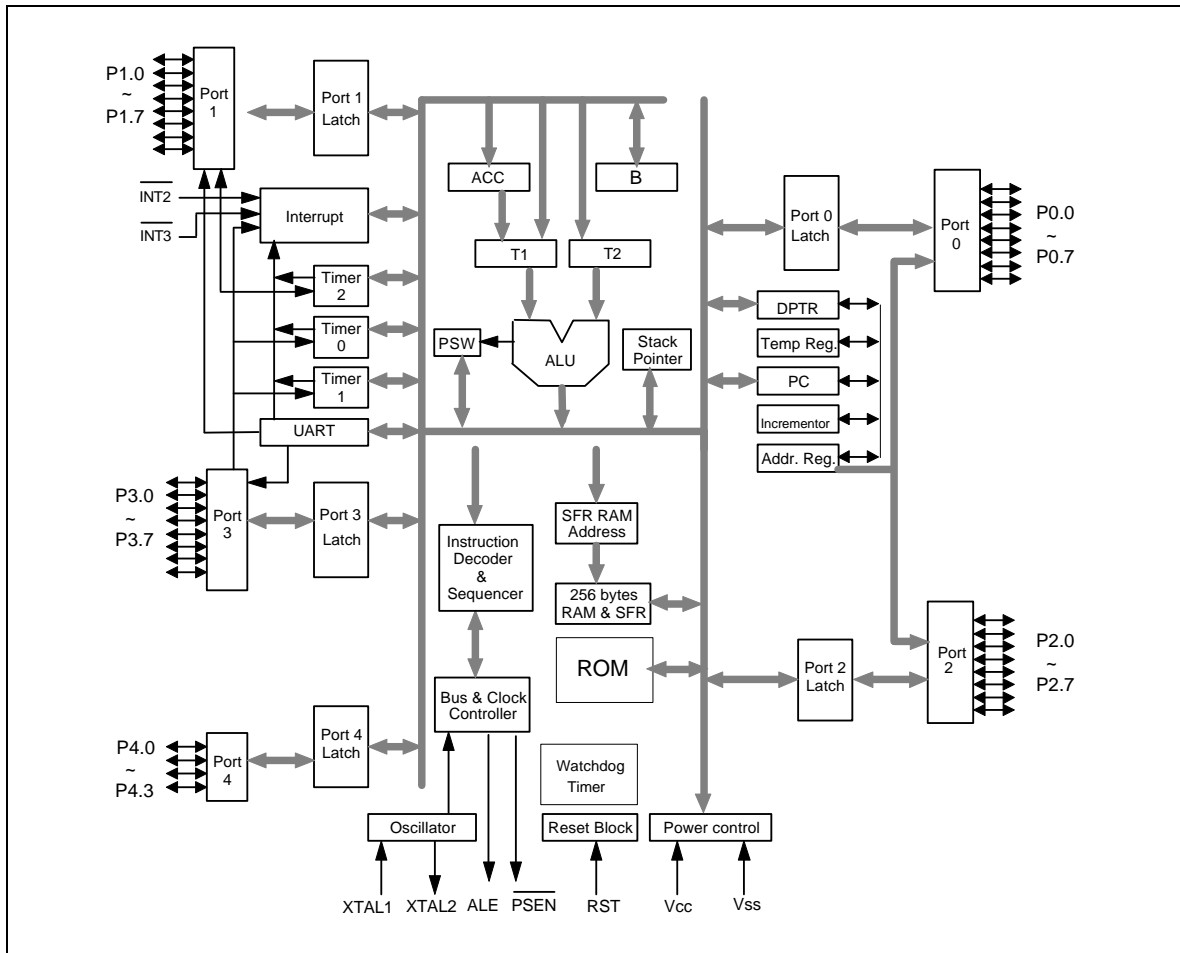 P1.0
~
P1.7
Port
1
Port 1
Latch
INT2
INT3
Interrupt
Timer
2
Timer
0
Timer
1
UART
P3.0
~
P3.7
Port
3
Port 3
Latch
P4.0
~
P4.3
Port
4
Port 4
Latch
ACC
B
T1
T2
PSW
ALU
Stack
Pointer
Instruction
Decoder
&
Sequencer
SFR RAM
Address
256 bytes
RAM & SFR
ROM
Bus & Clock
Controller
Watchdog
Timer
Oscillator
Reset Block
Power control
XTAL1
XTAL2
ALE
PSEN
RST
Vcc
Vss
Port 0
Latch
Port
0
P0.0
~
P0.7
DPTR
Temp Reg.
PC
Incrementor
Addr. Reg.
Port 2
Latch
Port
2
P2.0
~
P2.7